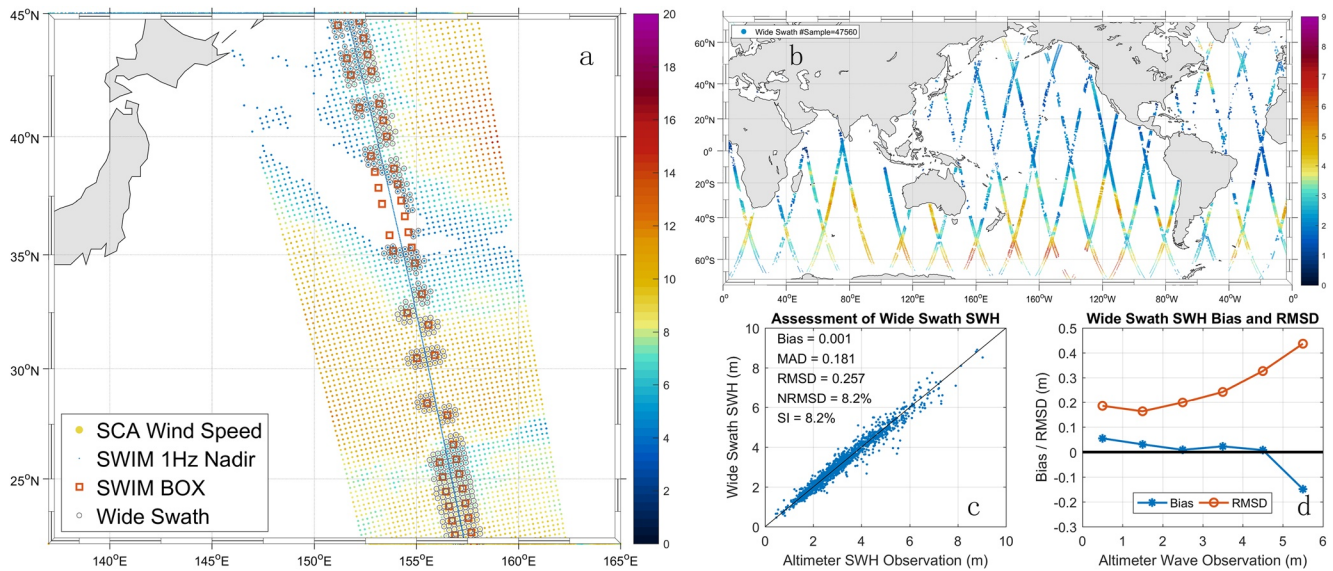 45°N
40°N
35°N
30°N
25°N
140°E
145°E
150°E
155°E
160°E
165°E
a
SCA Wind Speed
SWIM 1Hz Nadir
SWIM BOX
Wide Swath
20
18
16
14
12
10
8
6
4
2
0
Wide Swath #Sample=47560
b
60°N
40°N
20°N
0°
20°S
40°S
60°S
0°
40°E
80°E
120°E
160°E
160°W
120°W
80°W
40°W
0°
9
8
7
6
5
4
3
2
1
0
Assessment of Wide Swath SWH
Bias = 0.001
MAD = 0.181
RMSD = 0.257
NRMSD = 8.2%
SI = 8.2%
Wide Swath SWH (m)
10
8
6
4
2
0
0
2
4
6
8
10
Altimeter SWH Observation (m)
c
Wide Swath SWH Bias and RMSD
Bias / RMSD (m)
0.5
0.4
0.3
0.2
0.1
0
-0.1
-0.2
-0.3
Bias
RMSD
d
0
1
2
3
4
5
6
Altimeter Wave Observation (m)